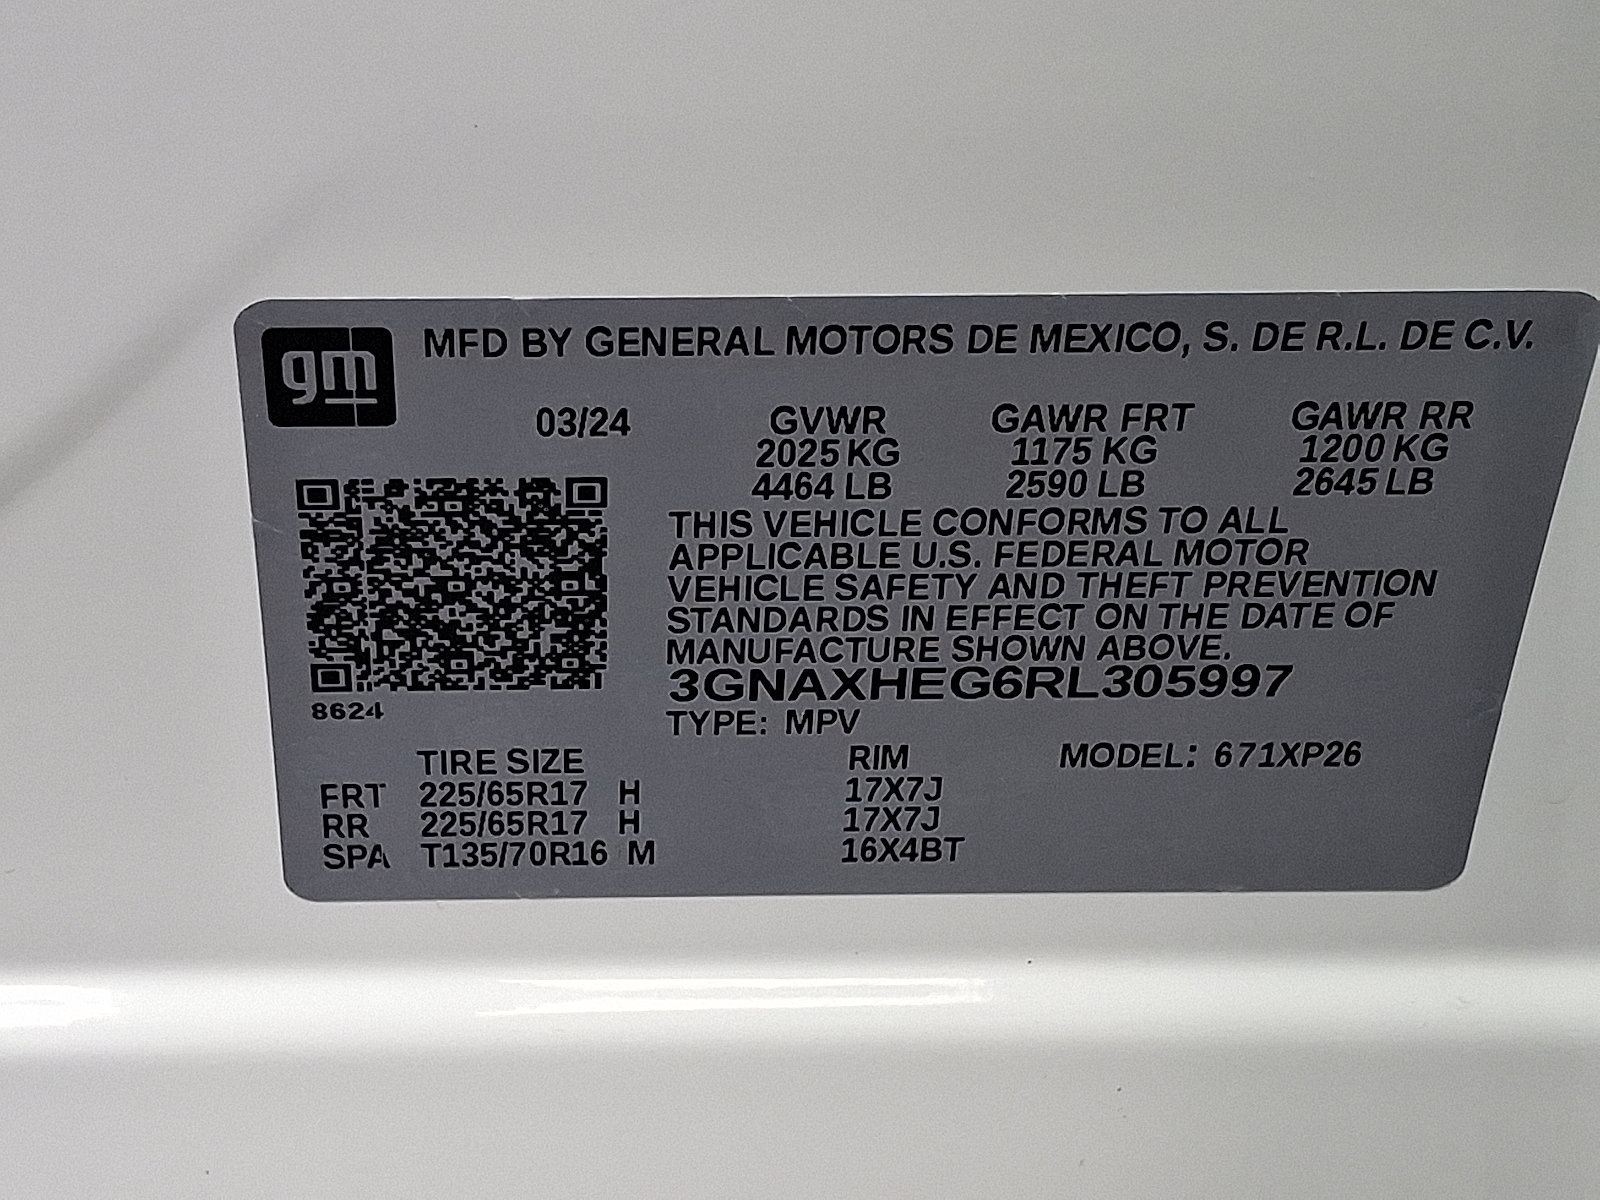 gm
MFD BY GENERAL MOTORS DE MEXICO, S. DE R.L. DE C.V.
03/24 GVWR GAWR FRT GAWR RR
2025 KG 1175 KG 1200 KG
4464 LB 2590 LB 2645 LB
THIS VEHICLE CONFORMS TO ALL
APPLICABLE U.S. FEDERAL MOTOR
VEHICLE SAFETY AND THEFT PREVENTION
STANDARDS IN EFFECT ON THE DATE OF
MANUFACTURE SHOWN ABOVE.
3GNAXHEG6RL305997
8624
TYPE: MPV
TIRE SIZE RIM MODEL: 671XP26
FRT 225/65R17 H 17X7J
RR 225/65R17 H 17X7J
SPA T135/70R16 M 16X4BT